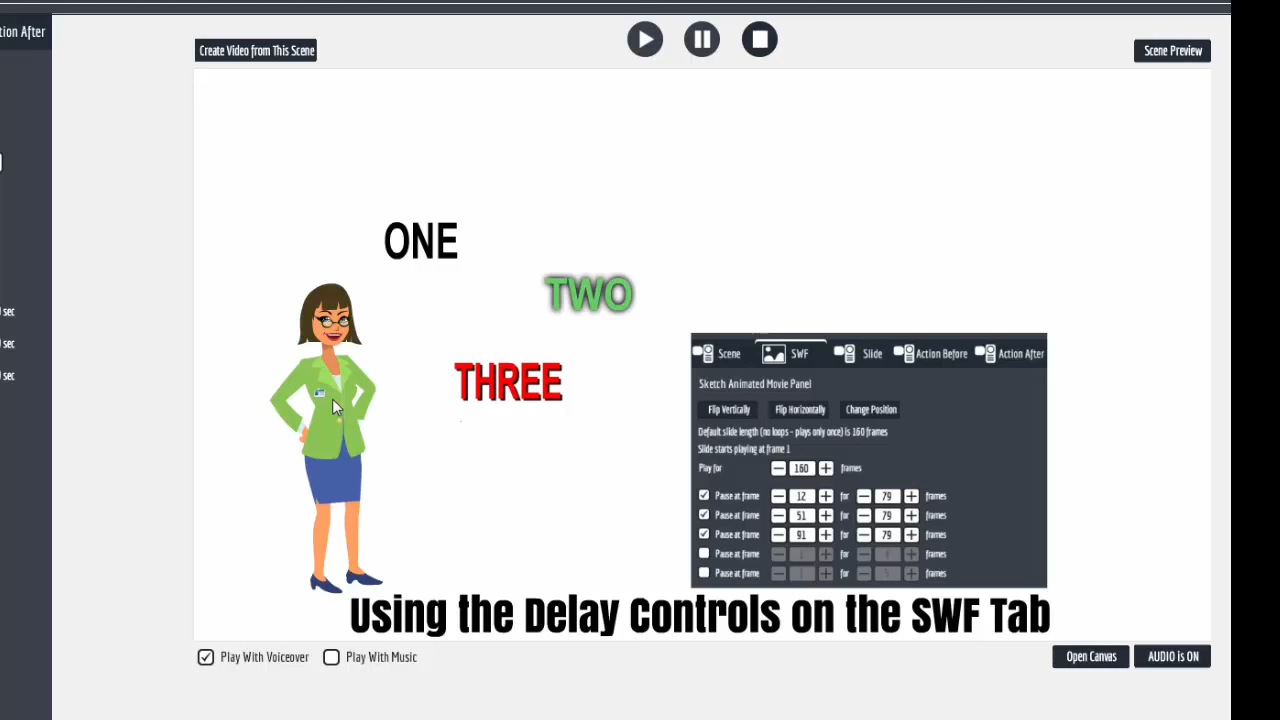 tion After
Create Video from This Scene
Scene Preview
ONE
TWO
THREE
sec
sec
sec
Scene SWF Slide Action Before Action After
Sketch Animated Movie Panel
Flip Vertically Flip Horizontally Change Position
Default slide length (no loops - plays only once) is 160 frames
Slide starts playing at frame 1
Play for 160 frames
Pause at frame 12 for 79 frames
Pause at frame 51 for 79 frames
Pause at frame 91 for 79 frames
Pause at frame for frames
Pause at frame for frames
Using the Delay Controls on the SWF Tab
Play With Voiceover Play With Music
Open Canvas AUDIO is ON